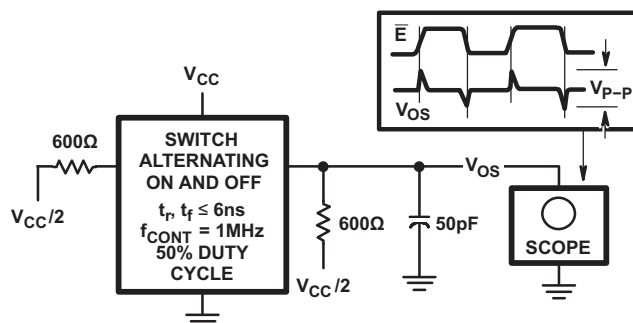 E
V_OS
V_P–P
V_CC
600Ω
V_CC/2
SWITCH
ALTERNATING
ON AND OFF
t_r, t_f ≤ 6ns
f_CONT = 1MHz
50% DUTY
CYCLE
600Ω
V_CC/2
50pF
V_OS
SCOPE